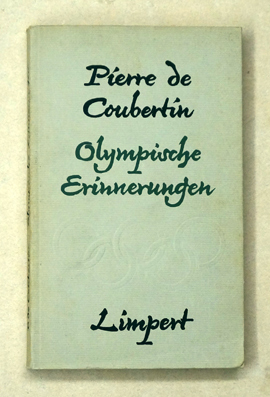 Pierre de
Coubertin
Olympische
Erinnerungen
Limpert